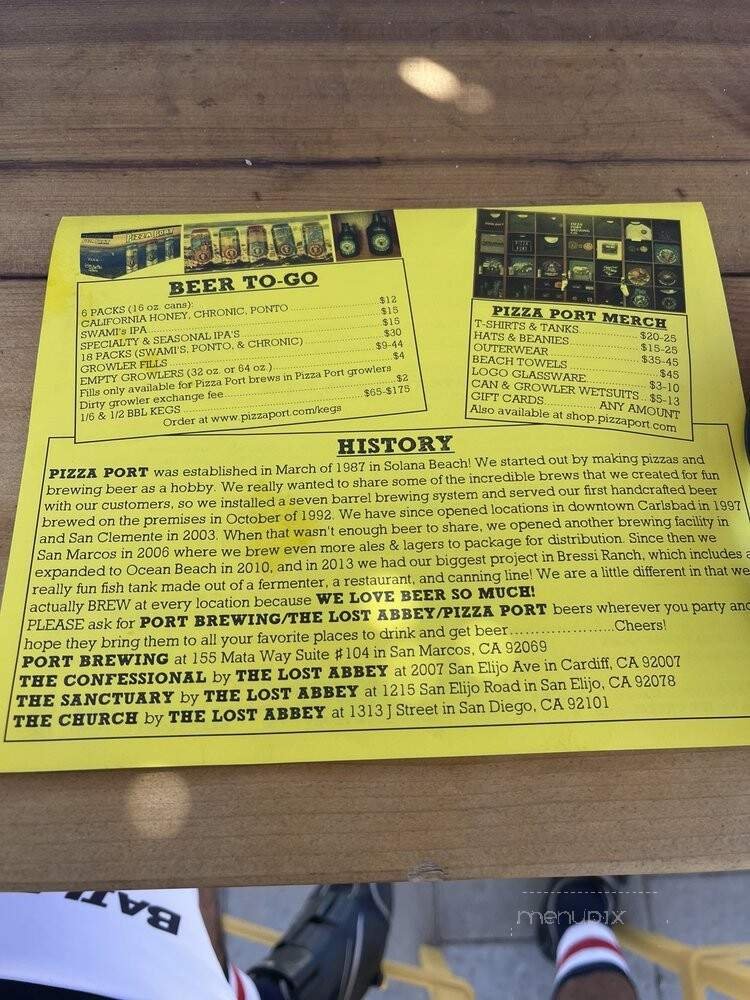 BEER TO-GO
6 PACKS (16 oz. cans):
CALIFORNIA HONEY, CHRONIC, PONTO $12
SWAMI's IPA $15
SPECIALTY & SEASONAL IPA'S $15
18 PACKS (SWAMI'S, PONTO, & CHRONIC) $30
GROWLER FILLS $9-44
EMPTY GROWLERS (32 oz. or 64 oz.) $4
Fills only available for Pizza Port brews in Pizza Port growlers
Dirty growler exchange fee $2
1/6 & 1/2 BBL KEGS $65-$175
Order at www.pizzaport.com/kegs
PIZZA PORT MERCH
T-SHIRTS & TANKS $20-25
HATS & BEANIES $15-25
OUTERWEAR $35-45
BEACH TOWELS $45
LOGO GLASSWARE $3-10
CAN & GROWLER WETSUITS $5-13
GIFT CARDS ANY AMOUNT
Also available at shop.pizzaport.com
HISTORY
PIZZA PORT was established in March of 1987 in Solana Beach! We started out by making pizzas and
brewing beer as a hobby. We really wanted to share some of the incredible brews that we created for fun
with our customers, so we installed a seven barrel brewing system and served our first handcrafted beer
brewed on the premises in October of 1992. We have since opened locations in downtown Carlsbad in 1997
and San Clemente in 2003. When that wasn't enough beer to share, we opened another brewing facility in
San Marcos in 2006 where we brew even more ales & lagers to package for distribution. Since then we
expanded to Ocean Beach in 2010, and in 2013 we had our biggest project in Bressi Ranch, which includes a
really fun fish tank made out of a fermenter, a restaurant, and canning line! We are a little different in that we
actually BREW at every location because WE LOVE BEER SO MUCH!
PLEASE ask for PORT BREWING/THE LOST ABBEY/PIZZA PORT beers wherever you party and
hope they bring them to all your favorite places to drink and get beer.....................Cheers!
PORT BREWING at 155 Mata Way Suite #104 in San Marcos, CA 92069
THE CONFESSIONAL by THE LOST ABBEY at 2007 San Elijo Ave in Cardiff, CA 92007
THE SANCTUARY by THE LOST ABBEY at 1215 San Elijo Road in San Elijo, CA 92078
THE CHURCH by THE LOST ABBEY at 1313 J Street in San Diego, CA 92101
menupix